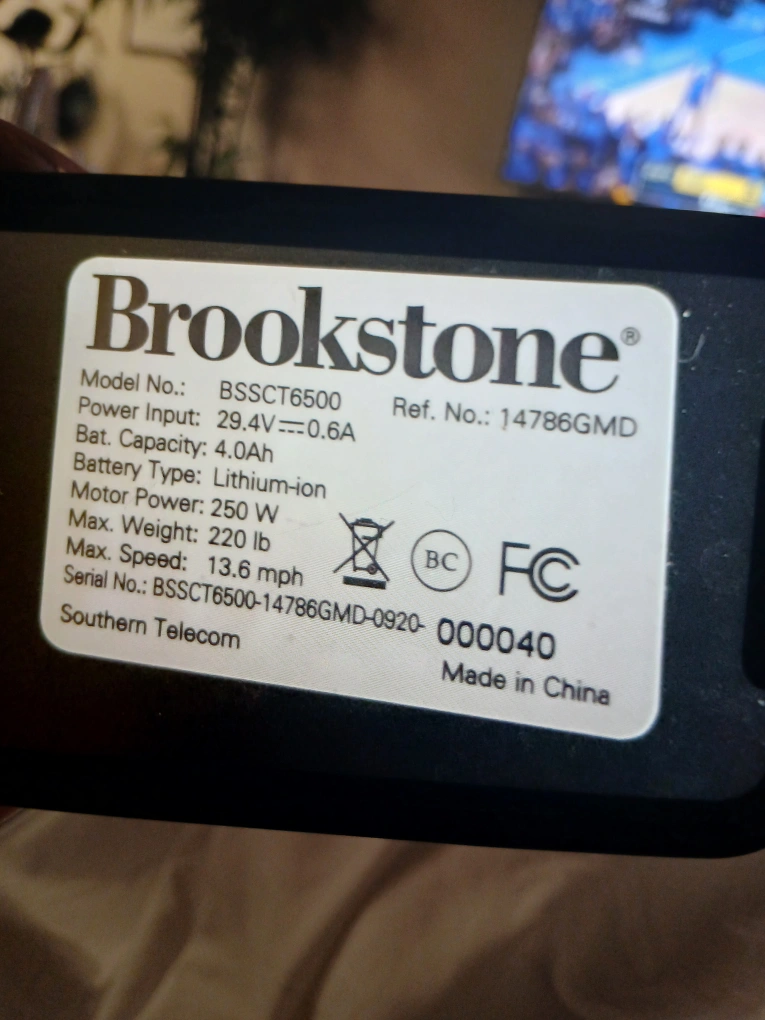 Brookstone®
Model No.: BSSCT6500 Ref. No.: 14786GMD
Power Input: 29.4V⎓0.6A
Bat. Capacity: 4.0Ah
Battery Type: Lithium-ion
Motor Power: 250 W
Max. Weight: 220 lb
Max. Speed: 13.6 mph
BC
FC
Serial No.: BSSCT6500-14786GMD-0920-000040
Southern Telecom
Made in China